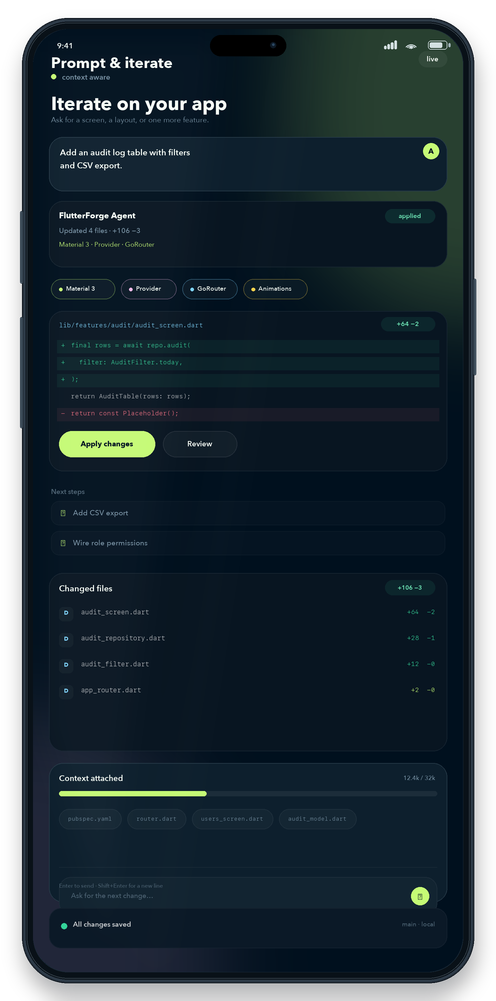 9:41
Prompt & iterate
live
context aware
Iterate on your app
Ask for a screen, a layout, or one more feature.
Add an audit log table with filters
and CSV export.
A
FlutterForge Agent
applied
Updated 4 files · +106 −3
Material 3 · Provider · GoRouter
Material 3
Provider
GoRouter
Animations
lib/features/audit/audit_screen.dart
+64 −2
+ final rows = await repo.audit(
+ filter: AuditFilter.today,
+ );
return AuditTable(rows: rows);
− return const Placeholder();
Apply changes
Review
Next steps
Add CSV export
Wire role permissions
Changed files
+106 −3
D audit_screen.dart +64 −2
D audit_repository.dart +28 −1
D audit_filter.dart +12 −0
D app_router.dart +2 −0
Context attached
12.4k / 32k
pubspec.yaml
router.dart
users_screen.dart
audit_model.dart
Enter to send · Shift+Enter for a new line
Ask for the next change...
All changes saved
main · local